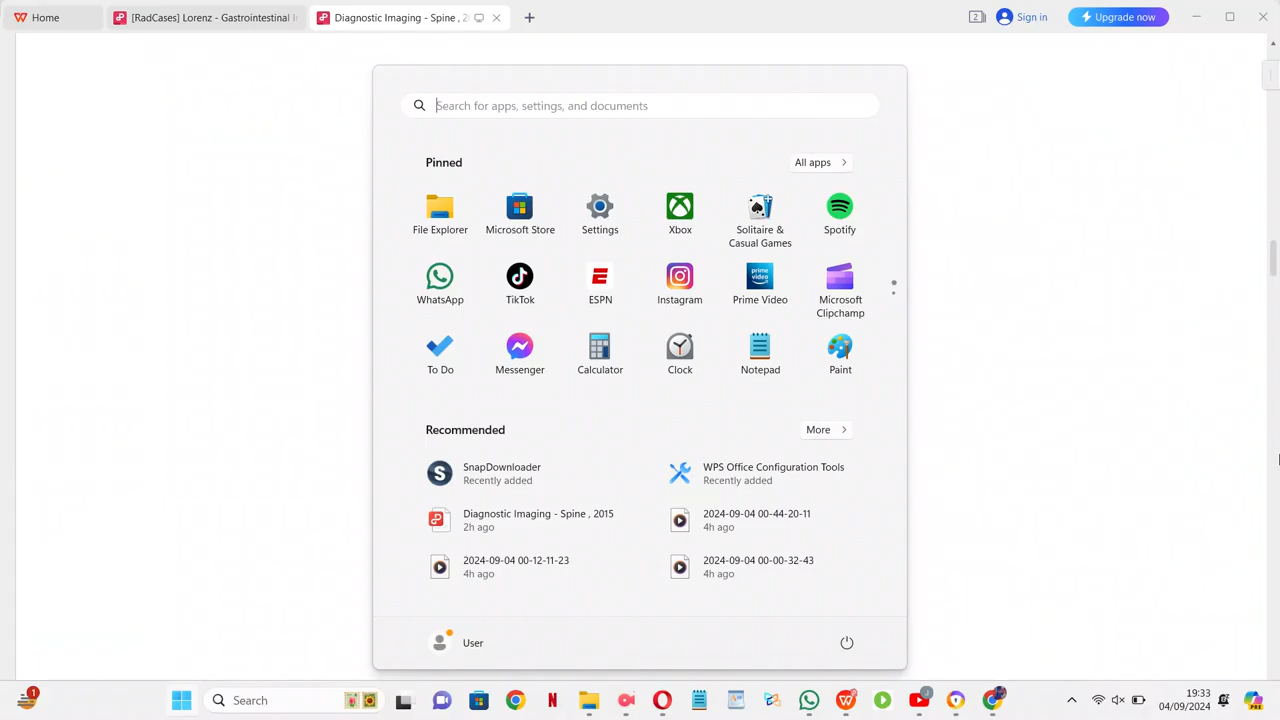 Home
[RadCases] Lorenz - Gastrointestinal I
Diagnostic Imaging - Spine , 2
2
Sign in
Upgrade now
Search for apps, settings, and documents
Pinned
All apps
File Explorer
Microsoft Store
Settings
Xbox
Solitaire &
Casual Games
Spotify
WhatsApp
TikTok
ESPN
Instagram
prime
video
Prime Video
Microsoft
Clipchamp
To Do
Messenger
Calculator
Clock
Notepad
Paint
Recommended
More
SnapDownloader
Recently added
WPS Office Configuration Tools
Recently added
Diagnostic Imaging - Spine , 2015
2h ago
2024-09-04 00-44-20-11
4h ago
2024-09-04 00-12-11-23
4h ago
2024-09-04 00-00-32-43
4h ago
User
1
Search
19:33
04/09/2024